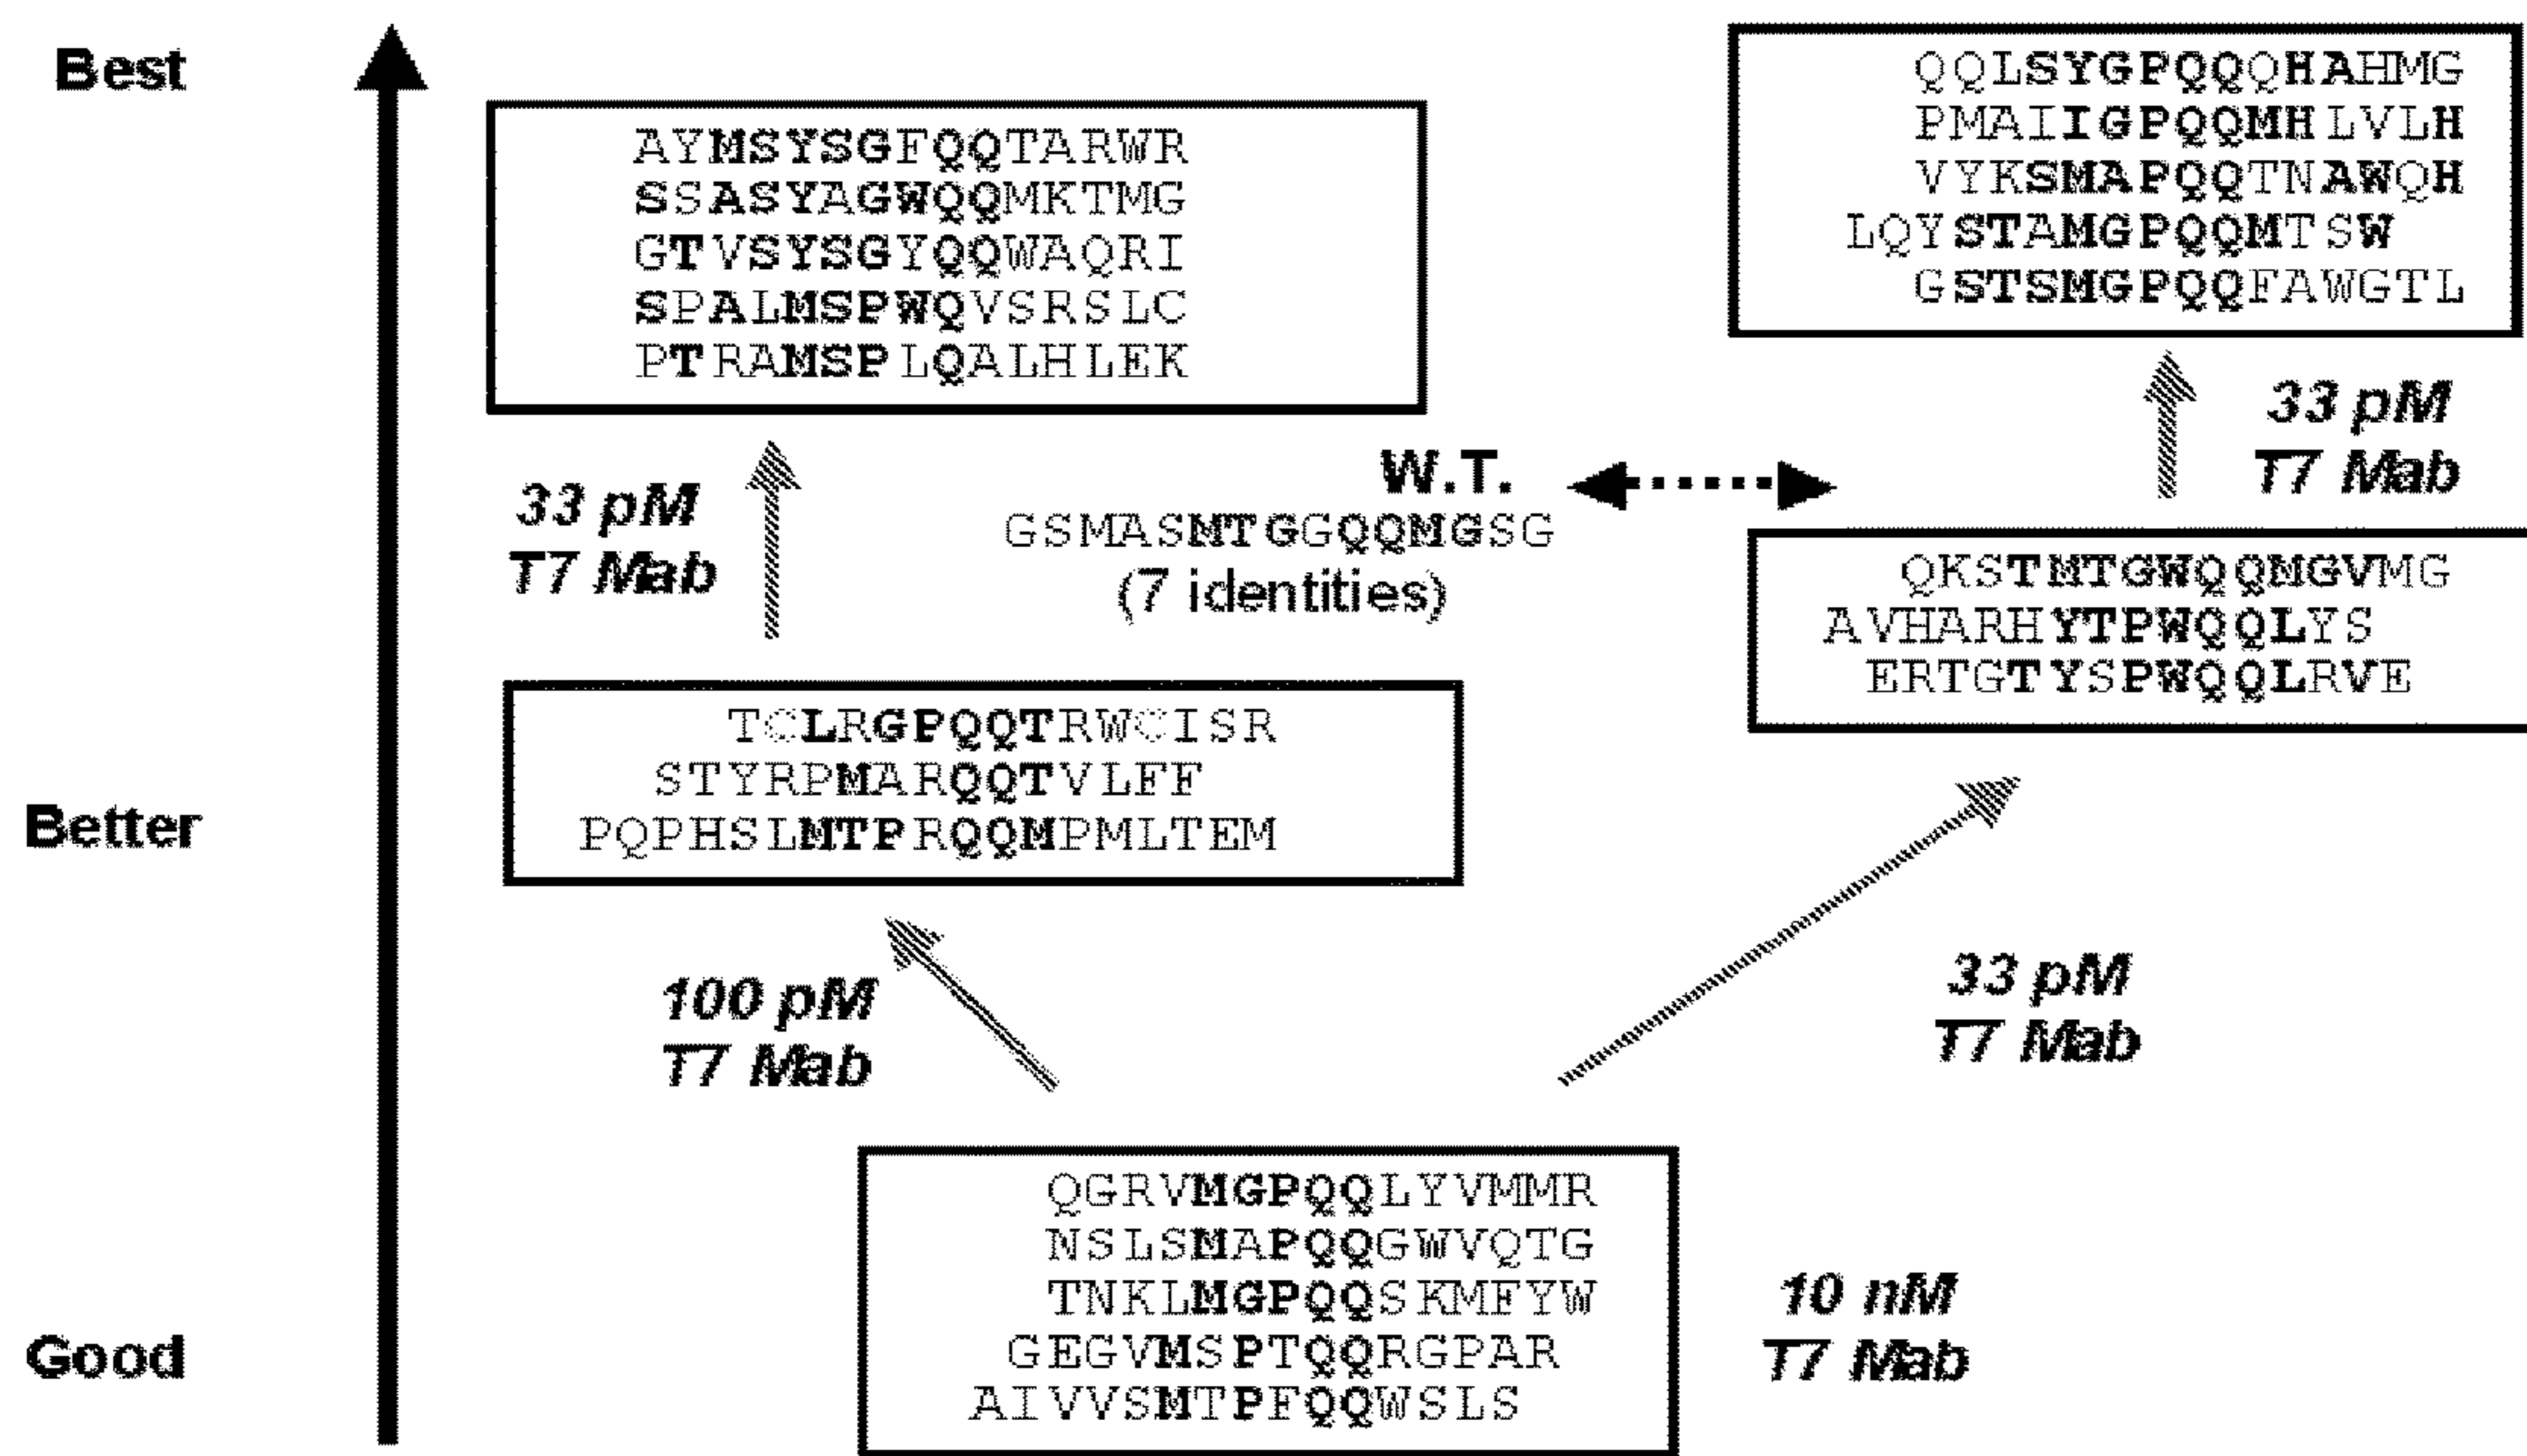 Best
AYMSYSGFQQTARWR
SSASYAGWQQMKTMG
GTVSYSGYQQWAQRI
SPALMSPWQVSRSLC
PTRAMSPLQALHLEK
QQLSYGPQQQHAHMG
PMAIIGPQQMHLVLH
VYKSMAPQQTNAWQH
LQYSTAMGPQQMTSW
GSTSMGPQQFAWGTL
33 pM
T7 Mab
W.T.
GSMASMTGGQQMGSG
(7 identities)
33 pM
T7 Mab
QKSTMTGWQQMGVMG
AVHARHYTPWQQLYS
ERTGTYSPWQQLRVE
Better
TCLRGPQQTRWCISR
STYRPMARQQTVLFF
PQPHSLMTPRQQMPMLTEM
100 pM
T7 Mab
33 pM
T7 Mab
Good
QGRVMGPQQLYVMMR
NSLSMAPQQGWVQTG
TNKLMGPQQSKMFYW
GEGVMSPTQQRGPAR
AIVVSMTPFQQWSLS
10 nM
T7 Mab